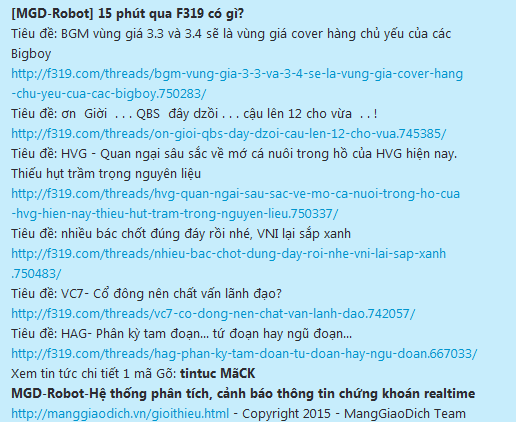 [MGD-Robot] 15 phút qua F319 có gì?
Tiêu đề: BGM vùng giá 3.3 và 3.4 sẽ là vùng giá cover hàng chủ yếu của các
Bigboy
http://f319.com/threads/bgm-vung-gia-3-3-va-3-4-se-la-vung-gia-cover-hang
-chu-yeu-cua-cac-bigboy.750283/
Tiêu đề: ơn  Giời  . . . QBS  đây dzồi . . . cậu lên 12 cho vừa  . . !
http://f319.com/threads/on-gioi-qbs-day-dzoi-cau-len-12-cho-vua.745385/
Tiêu đề: HVG - Quan ngại sâu sắc về mớ cá nuôi trong hồ của HVG hiện nay.
Thiếu hụt trầm trọng nguyên liệu
http://f319.com/threads/hvg-quan-ngai-sau-sac-ve-mo-ca-nuoi-trong-ho-cua
-hvg-hien-nay-thieu-hut-tram-trong-nguyen-lieu.750337/
Tiêu đề: nhiều bác chốt đúng đáy rồi nhé, VNI lại sắp xanh
http://f319.com/threads/nhieu-bac-chot-dung-day-roi-nhe-vni-lai-sap-xanh
.750483/
Tiêu đề: VC7- Cổ đông nên chất vấn lãnh đạo?
http://f319.com/threads/vc7-co-dong-nen-chat-van-lanh-dao.742057/
Tiêu đề: HAG- Phân kỳ tam đoạn... tứ đoạn hay ngũ đoạn...
http://f319.com/threads/hag-phan-ky-tam-doan-tu-doan-hay-ngu-doan.667033/
Xem tin tức chi tiết 1 mã Gõ: tintuc MãCK
MGD-Robot-Hệ thống phân tích, cảnh báo thông tin chứng khoán realtime
http://manggiaodich.vn/gioithieu.html - Copyright 2015 - MangGiaoDich Team